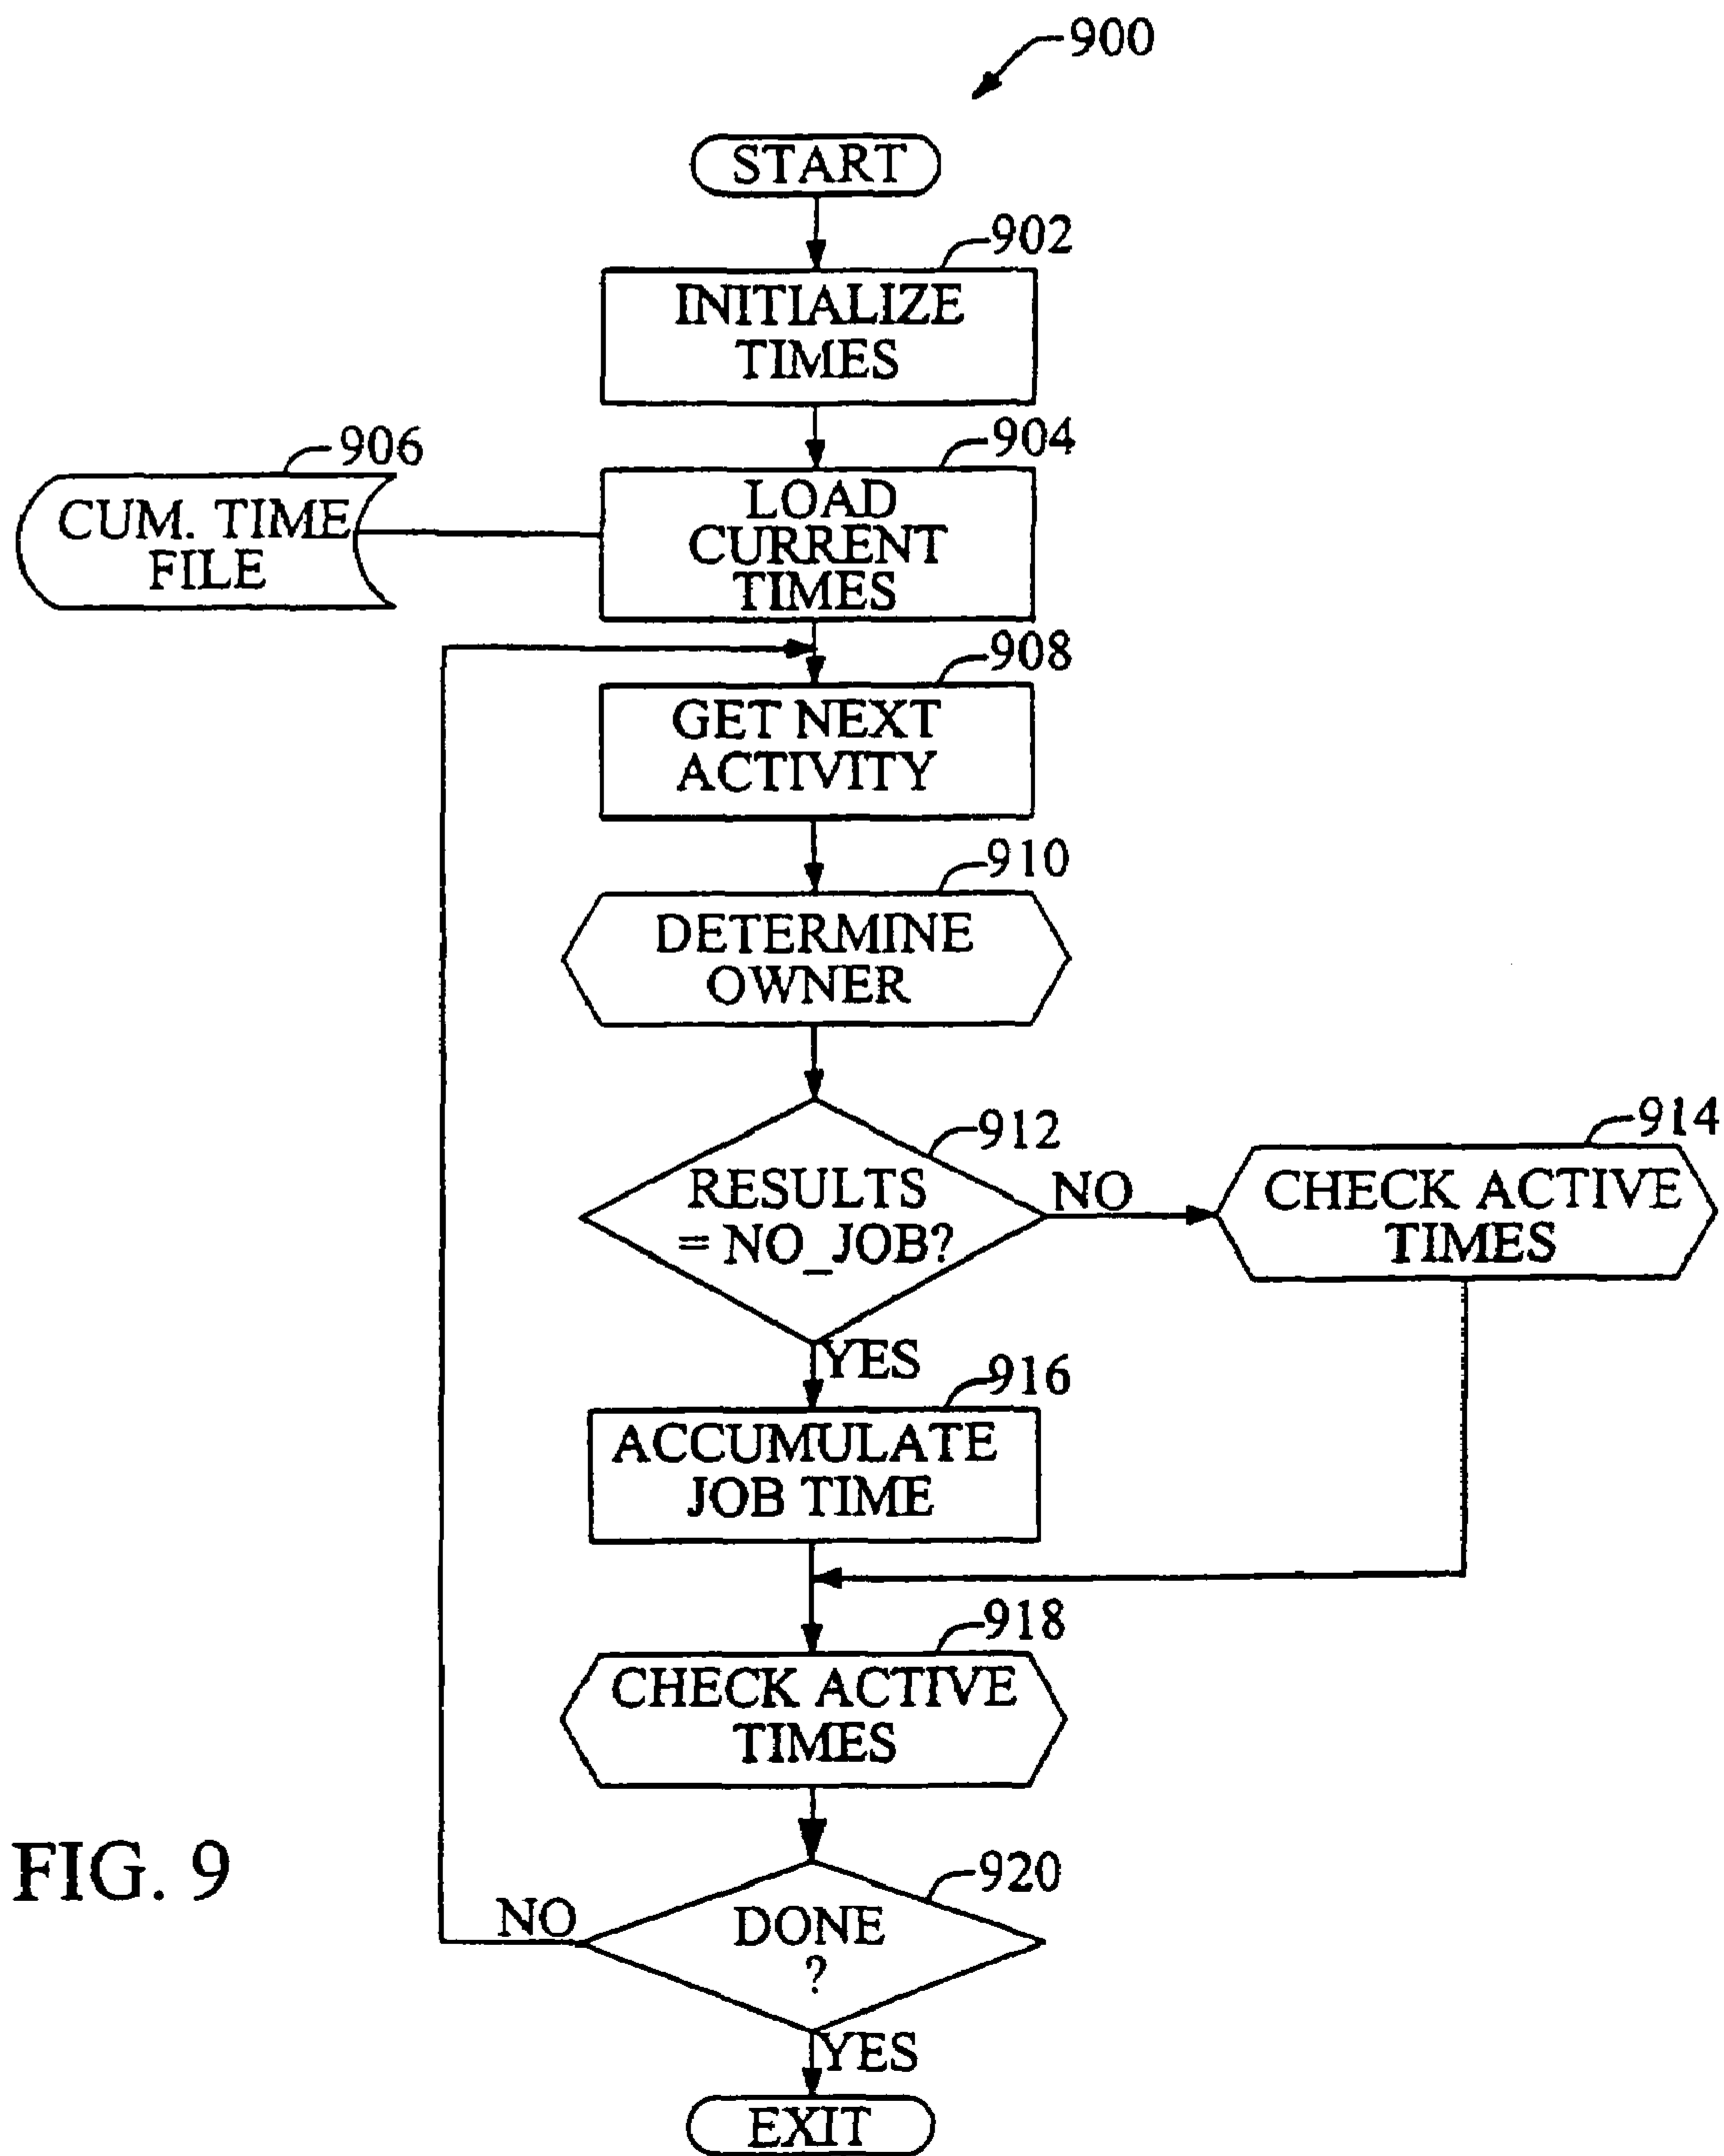 900
START
902
INITIALIZE
TIMES
904
LOAD
CURRENT
TIMES
906
CUM. TIME
FILE
908
GET NEXT
ACTIVITY
910
DETERMINE
OWNER
912
RESULTS
= NO_JOB?
NO
914
CHECK ACTIVE
TIMES
YES
916
ACCUMULATE
JOB TIME
918
CHECK ACTIVE
TIMES
920
DONE
?
NO
YES
EXIT
FIG. 9